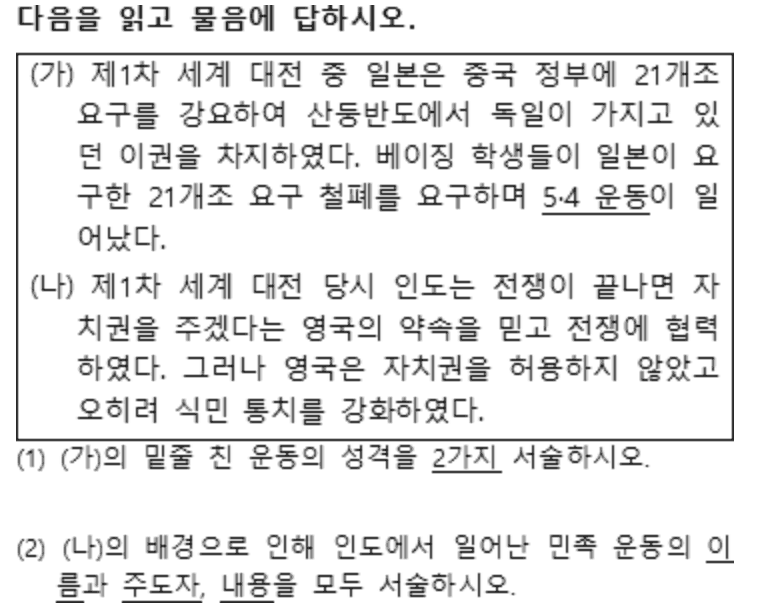 다음을 읽고 물음에 답하시오.
(가) 제1차 세계 대전 중 일본은 중국 정부에 21개조
요구를 강요하여 산둥반도에서 독일이 가지고 있
던 이권을 차지하였다. 베이징 학생들이 일본이 요
구한 21개조 요구 철폐를 요구하며 5·4 운동이 일
어났다.
(나) 제1차 세계 대전 당시 인도는 전쟁이 끝나면 자
치권을 주겠다는 영국의 약속을 믿고 전쟁에 협력
하였다. 그러나 영국은 자치권을 허용하지 않았고
오히려 식민 통치를 강화하였다.
(1) (가)의 밑줄 친 운동의 성격을 2가지 서술하시오.
(2) (나)의 배경으로 인해 인도에서 일어난 민족 운동의 이
름과 주도자, 내용을 모두 서술하시오.